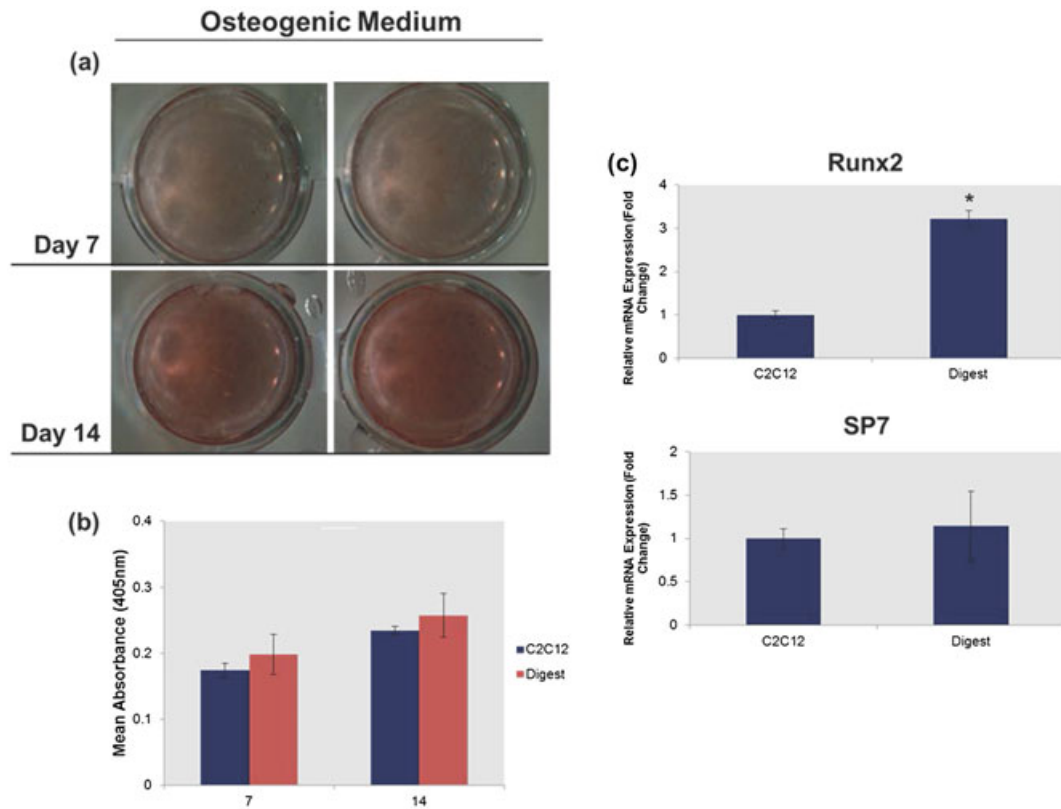 Osteogenic Medium
(a)
Day 7
Day 14
(b)
Mean Absorbance (405nm)
0.4
0.3
0.2
0.1
0
7
14
C2C12
Digest
(c)
Runx2
Relative mRNA Expression (Fold
Change)
4
3
2
1
0
*
C2C12
Digest
SP7
Relative mRNA Expression (Fold
Change)
2
1.5
1
0.5
0
C2C12
Digest